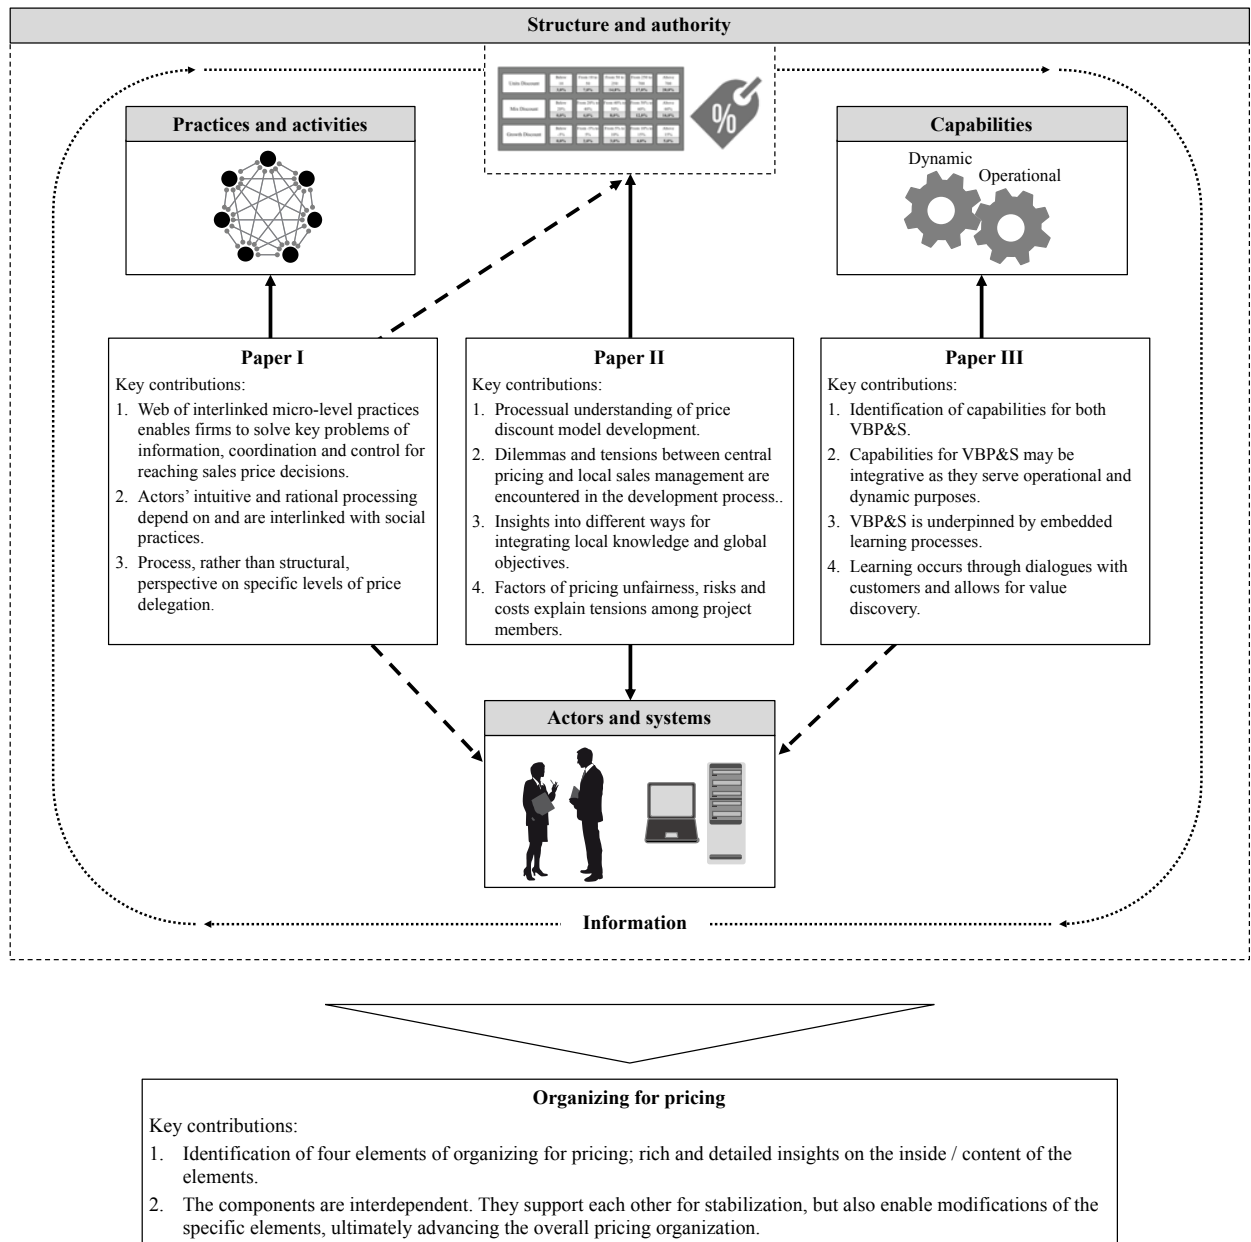 Structure and authority
Units Discount
Mix Discount
Growth Discount
%
Practices and activities
Capabilities
Dynamic
Operational
Paper I
Key contributions:
1. Web of interlinked micro-level practices
enables firms to solve key problems of
information, coordination and control for
reaching sales price decisions.
2. Actors’ intuitive and rational processing
depend on and are interlinked with social
practices.
3. Process, rather than structural,
perspective on specific levels of price
delegation.
Paper II
Key contributions:
1. Processual understanding of price
discount model development.
2. Dilemmas and tensions between central
pricing and local sales management are
encountered in the development process..
3. Insights into different ways for
integrating local knowledge and global
objectives.
4. Factors of pricing unfairness, risks and
costs explain tensions among project
members.
Paper III
Key contributions:
1. Identification of capabilities for both
VBP&S.
2. Capabilities for VBP&S may be
integrative as they serve operational and
dynamic purposes.
3. VBP&S is underpinned by embedded
learning processes.
4. Learning occurs through dialogues with
customers and allows for value
discovery.
Actors and systems
Information
Organizing for pricing
Key contributions:
1. Identification of four elements of organizing for pricing; rich and detailed insights on the inside / content of the
elements.
2. The components are interdependent. They support each other for stabilization, but also enable modifications of the
specific elements, ultimately advancing the overall pricing organization.